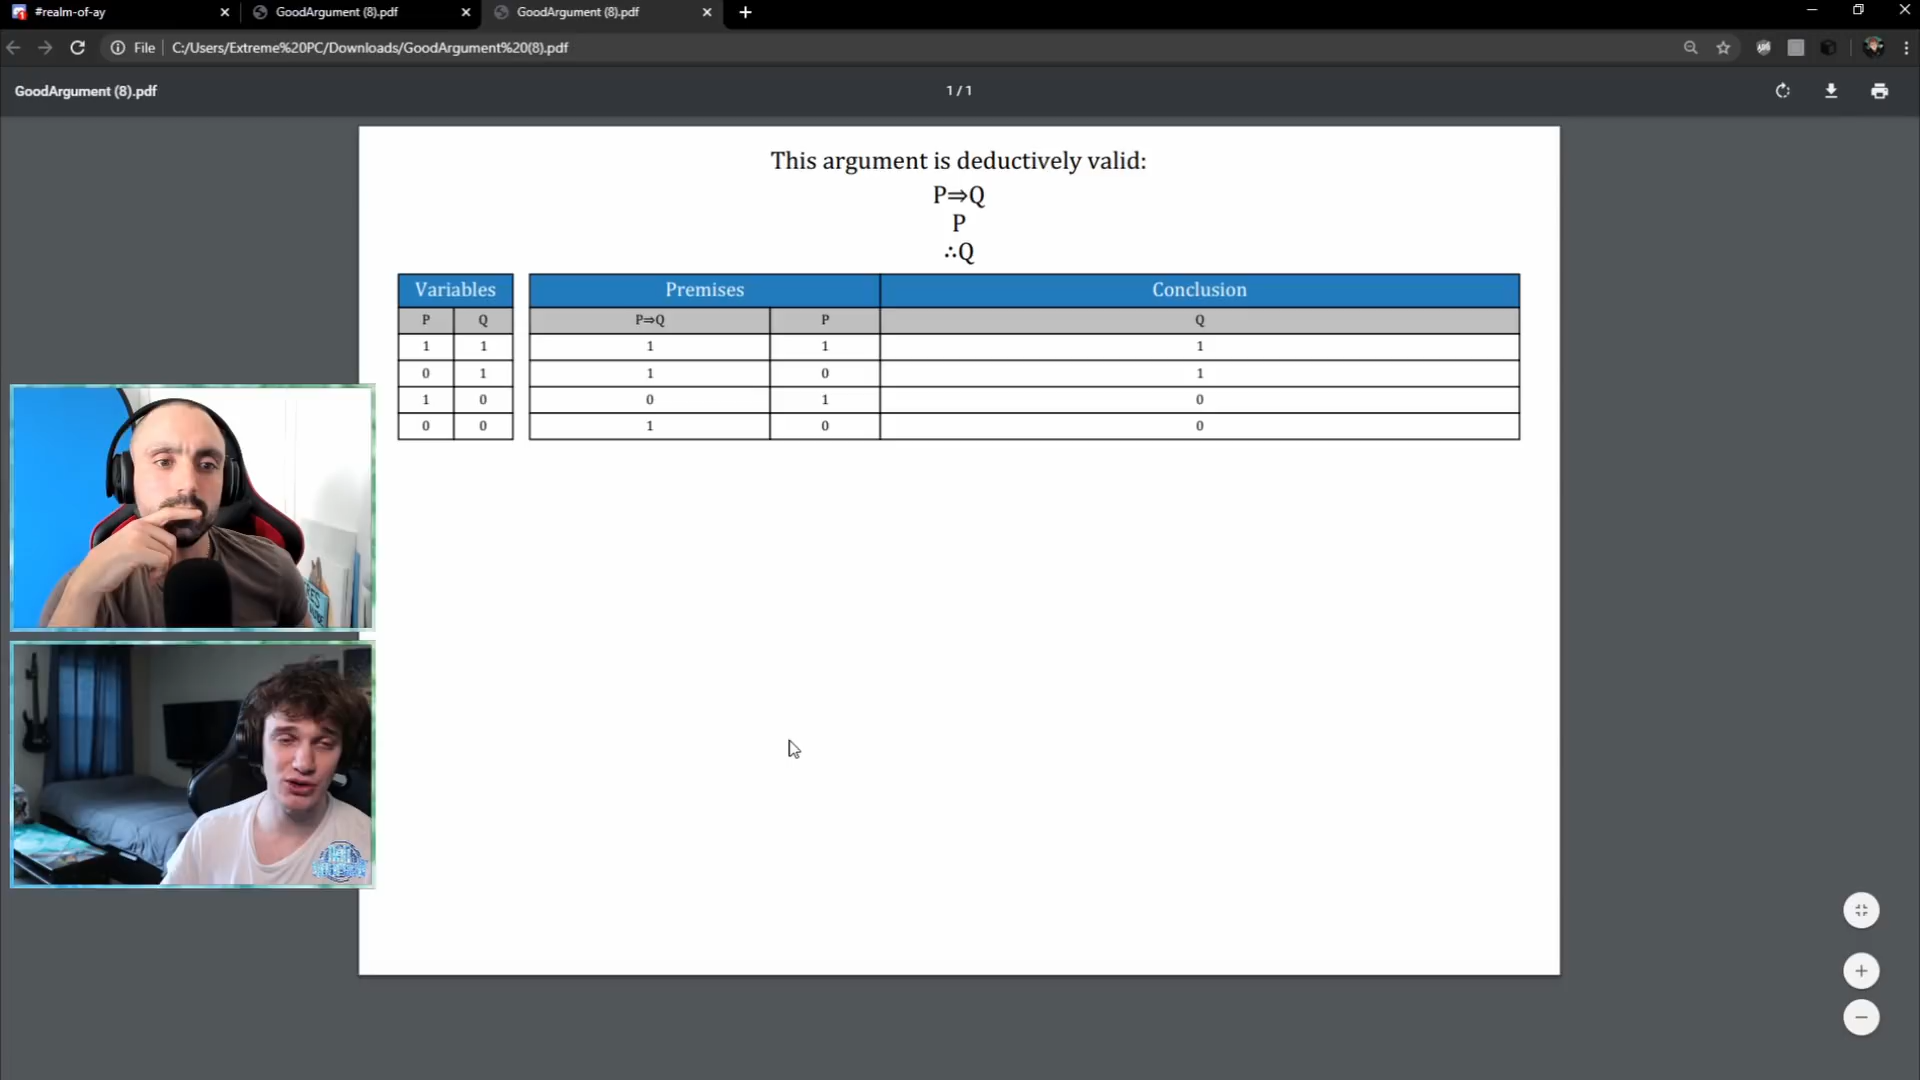 #realm-of-ay
GoodArgument (8).pdf
GoodArgument (8).pdf
File
C:/Users/Extreme%20PC/Downloads/GoodArgument%20(8).pdf
GoodArgument (8).pdf
1 / 1
This argument is deductively valid:
P⇒Q
P
∴Q
Variables Premises Conclusion
P Q P⇒Q P Q
1 1 1 1 1
0 1 1 0 1
1 0 0 1 0
0 0 1 0 0